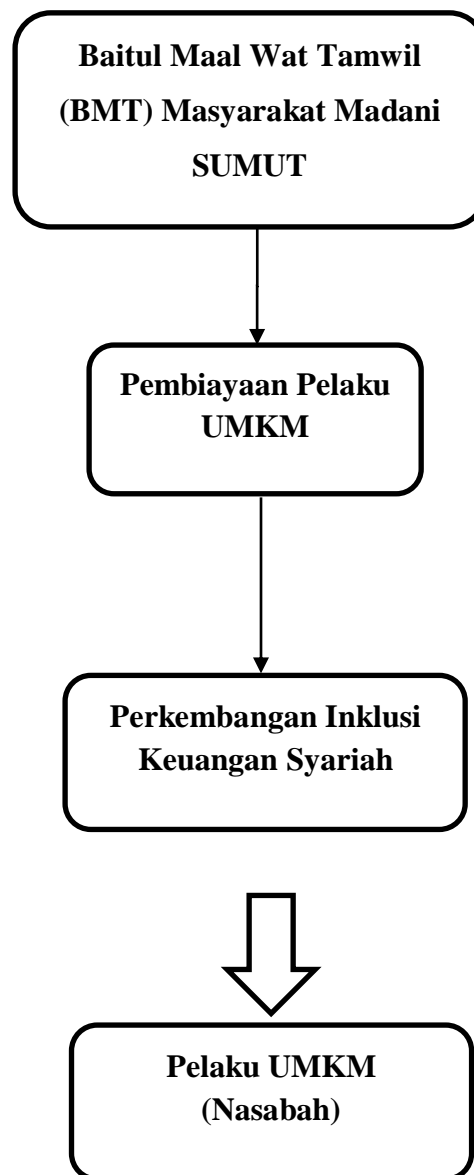 Baitul Maal Wat Tamwil
(BMT) Masyarakat Madani
SUMUT
Pembiayaan Pelaku
UMKM
Perkembangan Inklusi
Keuangan Syariah
Pelaku UMKM
(Nasabah)